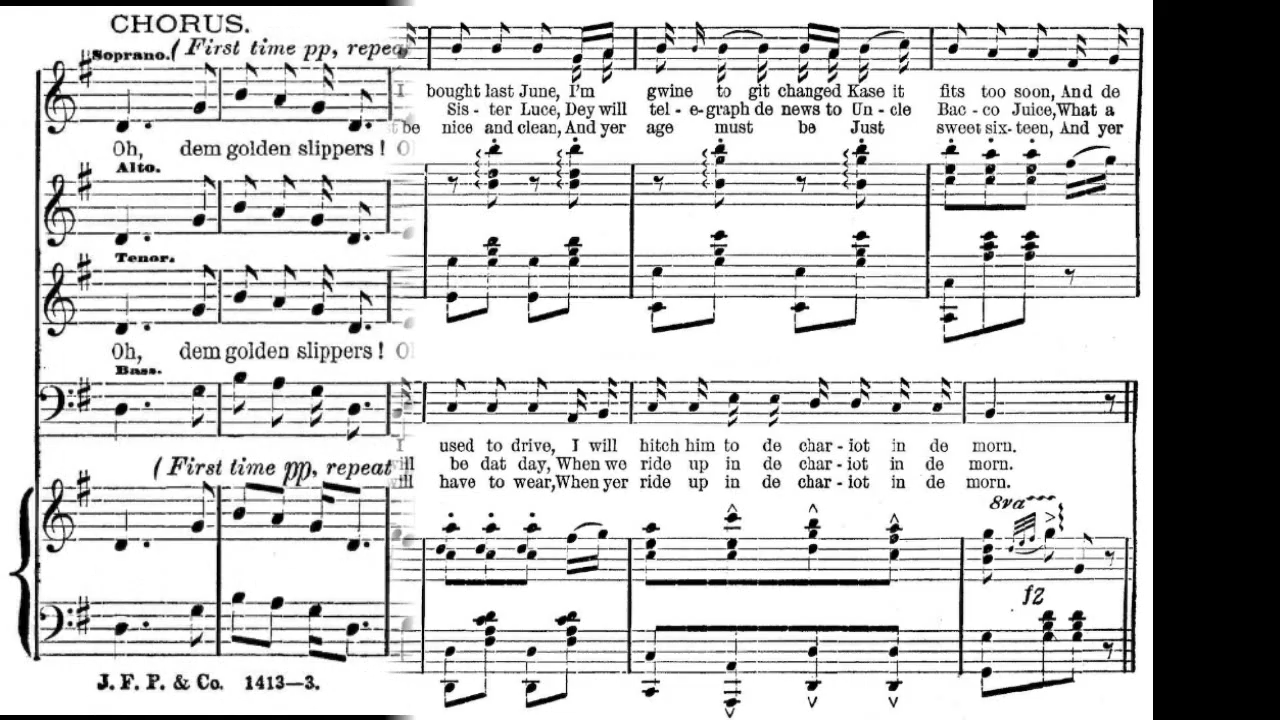 CHORUS.
Soprano. (First time pp, repea
Oh, dem golden slippers! O
Alto.
Tenor.
Oh, dem golden slippers! O
Bass.
(First time pp, repeat
J. F. P. & Co. 1413—3.
I bought last June, I'm gwine to git changed Kase it fits too soon, And de
Sis - ter Luce, Dey will tel - e-graph de news to Un - cle Bac - co Juice, What a
be nice and clean, And yer age must be Just sweet six-teen, And yer
I used to drive, I will hitch him to de char - iot in de morn.
will be dat day, When we ride up in de char - iot in de morn.
will have to wear, When yer ride up in de char - iot in de morn.
8va
fz